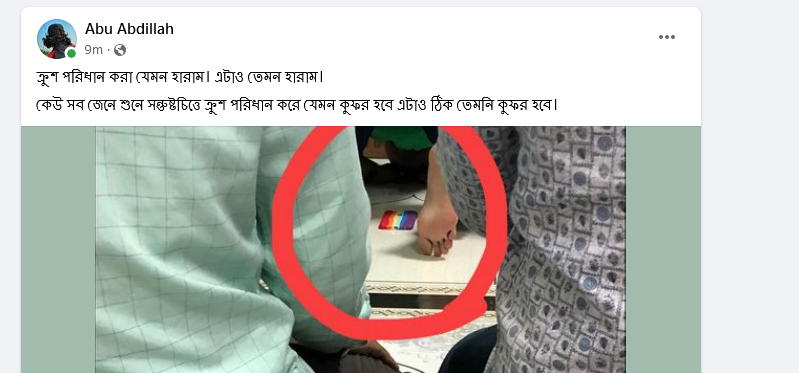 Abu Abdillah
9m ·
ক্রুশ পরিধান করা যেমন হারাম। এটাও তেমন হারাম।
কেউ সব জেনে শুনে সন্তুষ্টচিত্তে ক্রুশ পরিধান করে যেমন কুফর হবে এটাও ঠিক তেমনি কুফর হবে।